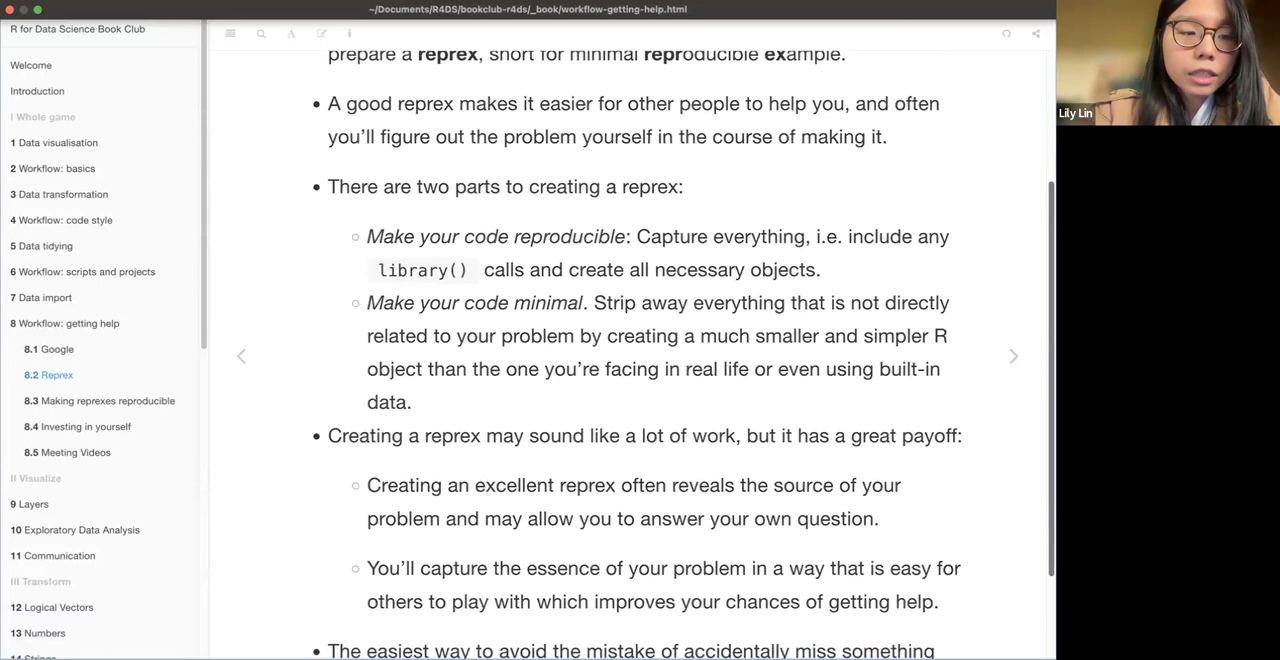 ~/Documents/R4DS/bookclub-r4ds/_book/workflow-getting-help.html
R for Data Science Book Club
Welcome
Introduction
I Whole game
1 Data visualisation
2 Workflow: basics
3 Data transformation
4 Workflow: code style
5 Data tidying
6 Workflow: scripts and projects
7 Data import
8 Workflow: getting help
8.1 Google
8.2 Reprex
8.3 Making reprexes reproducible
8.4 Investing in yourself
8.5 Meeting Videos
II Visualize
9 Layers
10 Exploratory Data Analysis
11 Communication
III Transform
12 Logical Vectors
13 Numbers
14 Strings
prepare a reprex, short for minimal reproducible example.
• A good reprex makes it easier for other people to help you, and often
you’ll figure out the problem yourself in the course of making it.
• There are two parts to creating a reprex:
○ Make your code reproducible: Capture everything, i.e. include any
library() calls and create all necessary objects.
○ Make your code minimal. Strip away everything that is not directly
related to your problem by creating a much smaller and simpler R
object than the one you’re facing in real life or even using built-in
data.
• Creating a reprex may sound like a lot of work, but it has a great payoff:
○ Creating an excellent reprex often reveals the source of your
problem and may allow you to answer your own question.
○ You’ll capture the essence of your problem in a way that is easy for
others to play with which improves your chances of getting help.
• The easiest way to avoid the mistake of accidentally miss something
Lily Lin